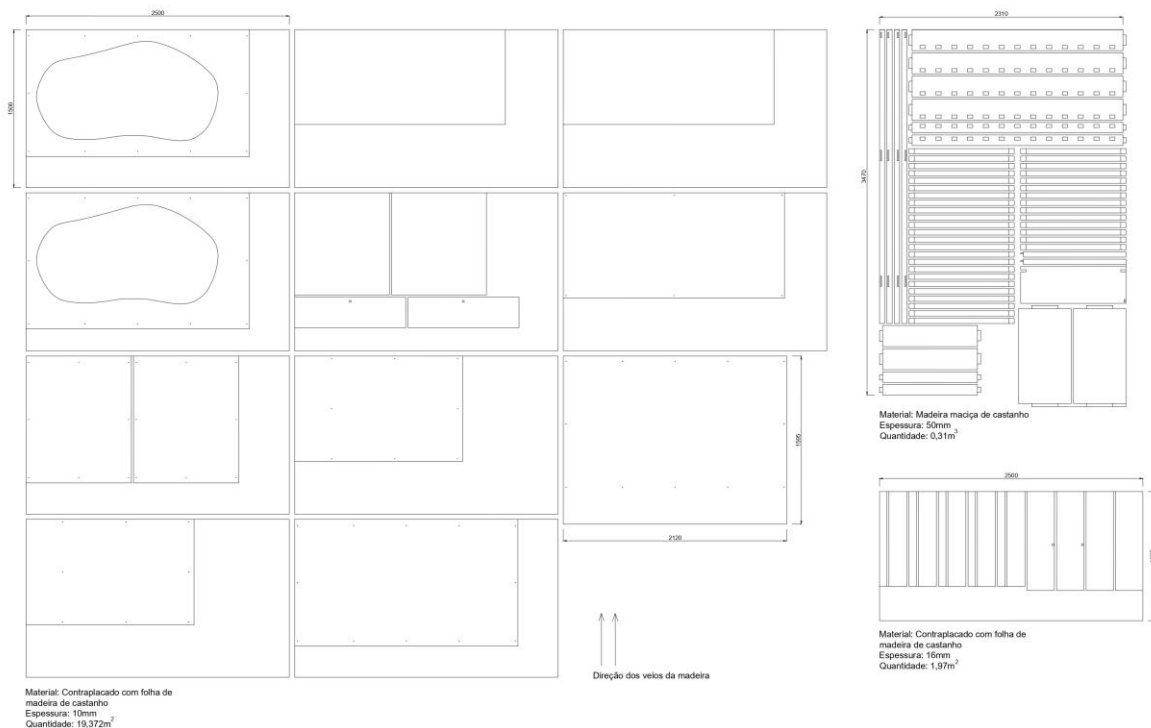 2500
1500
2310
3470
Material: Madeira maciça de castanho
Espessura: 50mm
Quantidade: 0,31m³
1595
2120
2500
Material: Contraplacado com folha de
madeira de castanho
Espessura: 16mm
Quantidade: 1,97m²
Direção dos veios da madeira
Material: Contraplacado com folha de
madeira de castanho
Espessura: 10mm
Quantidade: 19,372m²